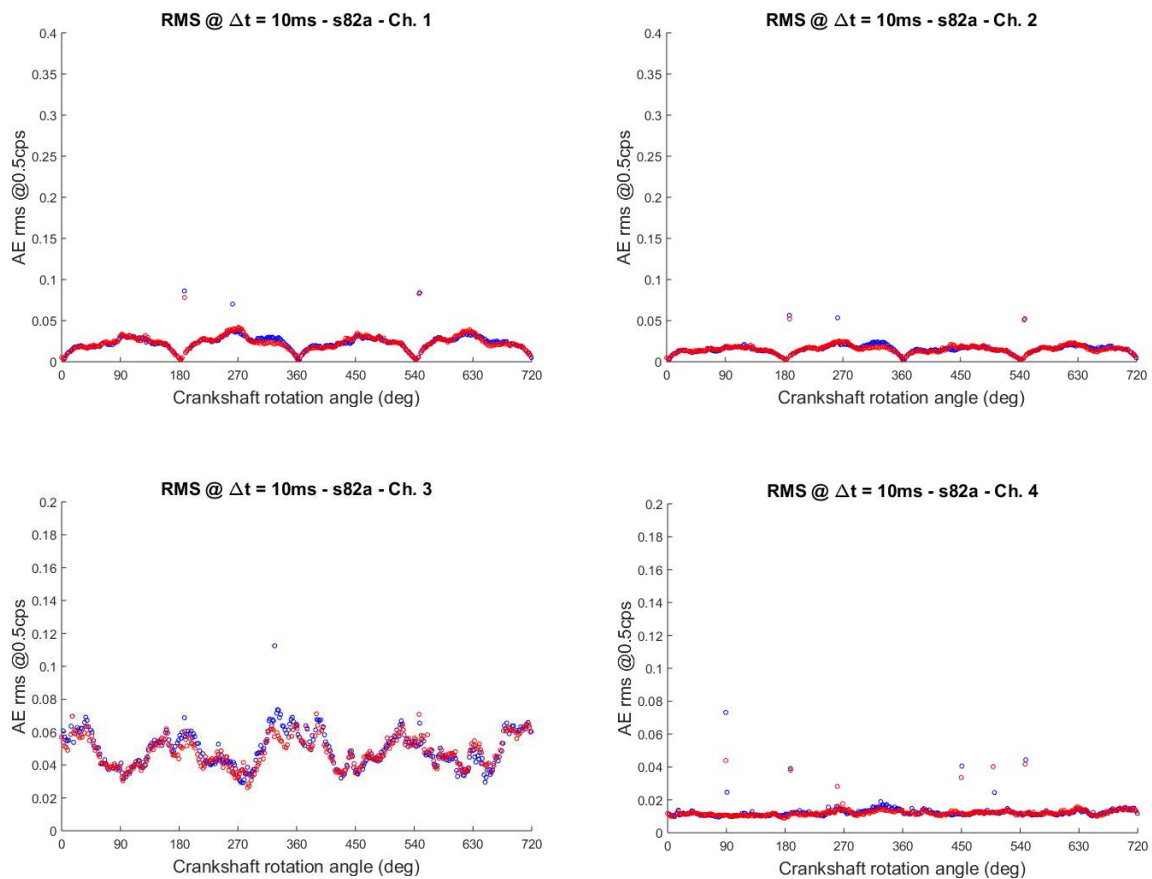 RMS @ Δt = 10ms - s82a - Ch. 1
0.4
0.35
0.3
0.25
0.2
0.15
0.1
0.05
0
AE rms @0.5cps
0 90 180 270 360 450 540 630 720
Crankshaft rotation angle (deg)
RMS @ Δt = 10ms - s82a - Ch. 2
0.4
0.35
0.3
0.25
0.2
0.15
0.1
0.05
0
AE rms @0.5cps
0 90 180 270 360 450 540 630 720
Crankshaft rotation angle (deg)
RMS @ Δt = 10ms - s82a - Ch. 3
0.2
0.18
0.16
0.14
0.12
0.1
0.08
0.06
0.04
0.02
0
AE rms @0.5cps
0 90 180 270 360 450 540 630 720
Crankshaft rotation angle (deg)
RMS @ Δt = 10ms - s82a - Ch. 4
0.2
0.18
0.16
0.14
0.12
0.1
0.08
0.06
0.04
0.02
0
AE rms @0.5cps
0 90 180 270 360 450 540 630 720
Crankshaft rotation angle (deg)